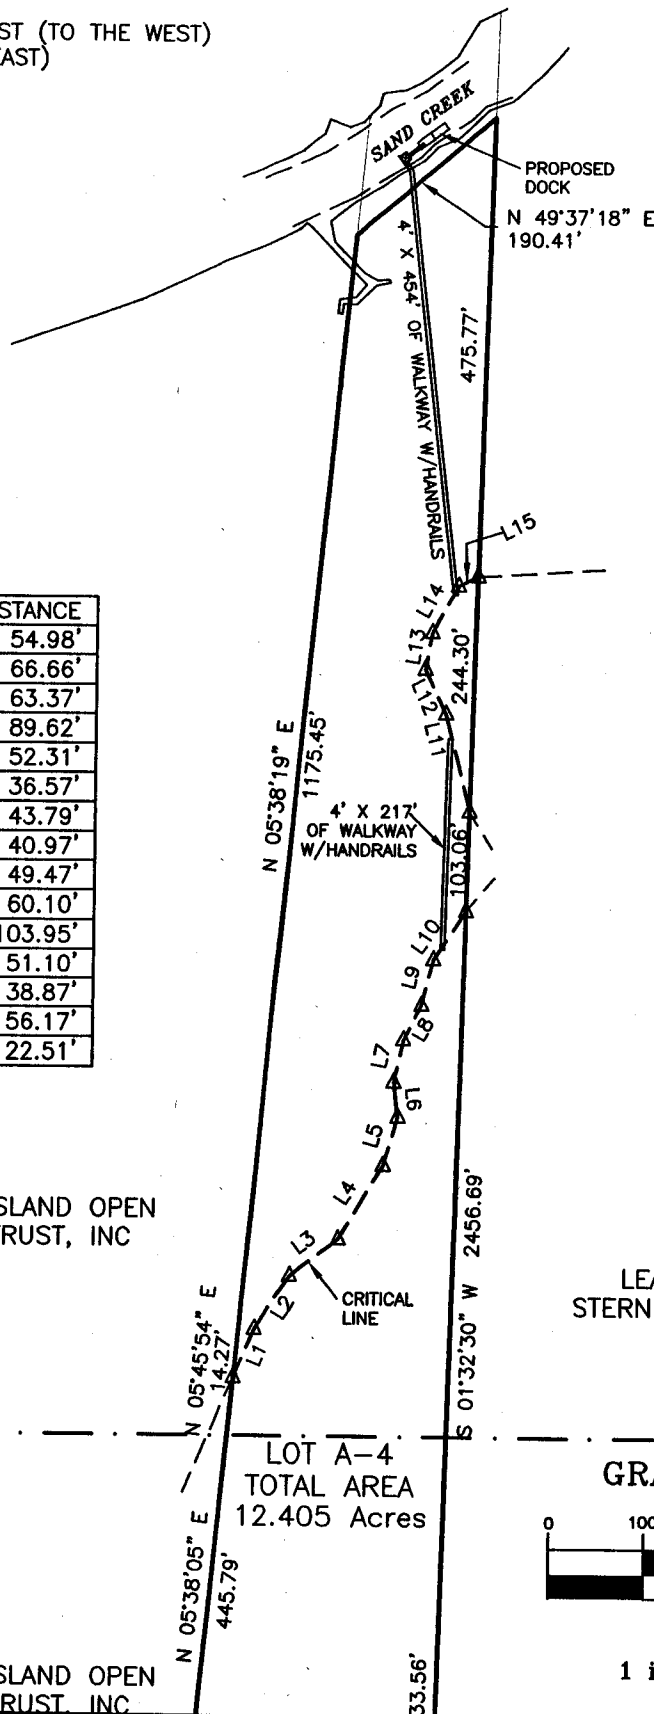 ST (TO THE WEST)
EAST)
SAND CREEK
PROPOSED
DOCK
N 49°37'18" E
190.41'
4' X 454' OF WALKWAY W/HANDRAILS
475.77'
L15
L14
L13
L12
L11
244.30'
STANCE
54.98'
66.66'
63.37'
89.62'
52.31'
36.57'
43.79'
40.97'
49.47'
60.10'
103.95'
51.10'
38.87'
56.17'
22.51'
N 05°38'19" E
1175.45'
4' X 217'
OF WALKWAY
W/HANDRAILS
103.06'
L10
L9
L8
L7
L6
L5
L4
L3
L2
L1
CRITICAL
LINE
SLAND OPEN
TRUST, INC
S 01°32'30" W 2456.69'
LEA
STERN
N 05°45'54" E
14.27'
LOT A-4
TOTAL AREA
12.405 Acres
GRA
0 100
N 05°38'05" E
445.79'
SLAND OPEN
TRUST, INC
33.56'
1 i